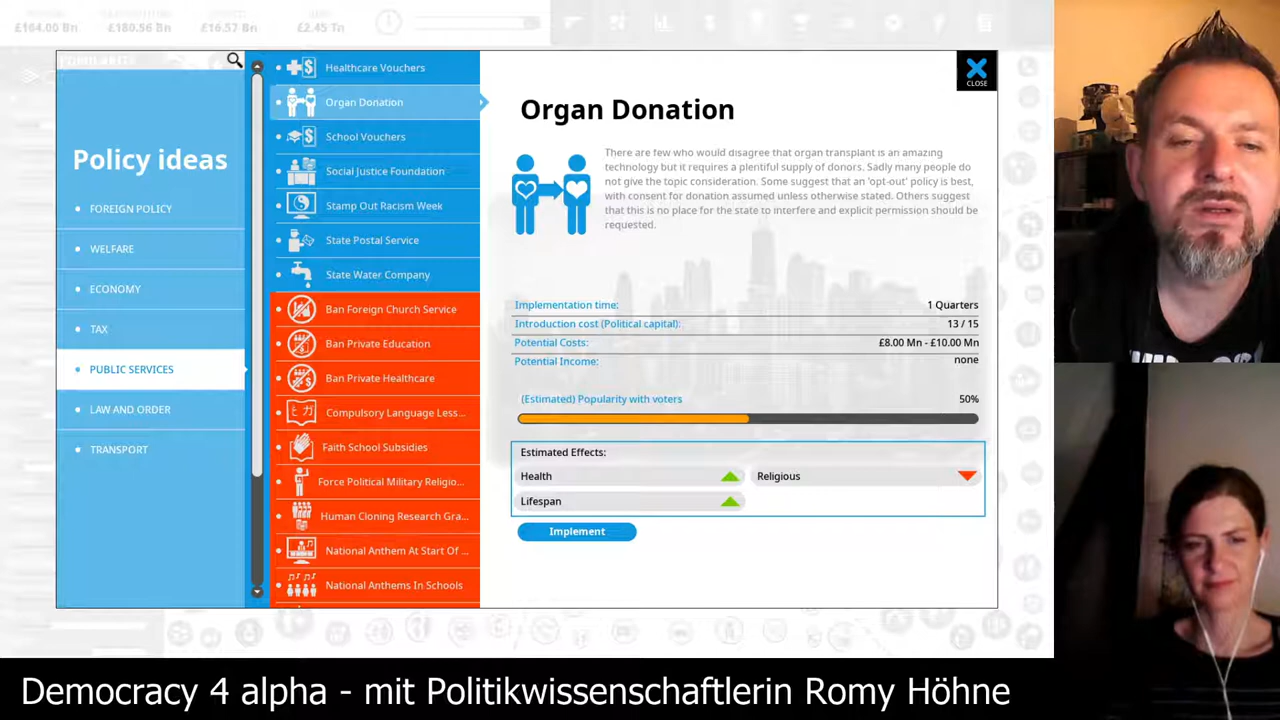 £164.00 Bn
£180.56 Bn
£16.57 Bn
£2.45 Tn
Policy ideas
FOREIGN POLICY
WELFARE
ECONOMY
TAX
PUBLIC SERVICES
LAW AND ORDER
TRANSPORT
Healthcare Vouchers
Organ Donation
School Vouchers
Social Justice Foundation
Stamp Out Racism Week
State Postal Service
State Water Company
Ban Foreign Church Service
Ban Private Education
Ban Private Healthcare
Compulsory Language Less...
Faith School Subsidies
Force Political Military Religio...
Human Cloning Research Gra...
National Anthem At Start Of ...
National Anthems In Schools
CLOSE
Organ Donation
There are few who would disagree that organ transplant is an amazing
technology but it requires a plentiful supply of donors. Sadly many people do
not give the topic consideration. Some suggest that an 'opt-out' policy is best,
with consent for donation assumed unless otherwise stated. Others suggest
that this is no place for the state to interfere and explicit permission should be
requested.
Implementation time: 1 Quarters
Introduction cost (Political capital): 13 / 15
Potential Costs: £8.00 Mn - £10.00 Mn
Potential Income: none
(Estimated) Popularity with voters 50%
Estimated Effects:
Health Religious
Lifespan
Implement
Democracy 4 alpha - mit Politikwissenschaftlerin Romy Höhne